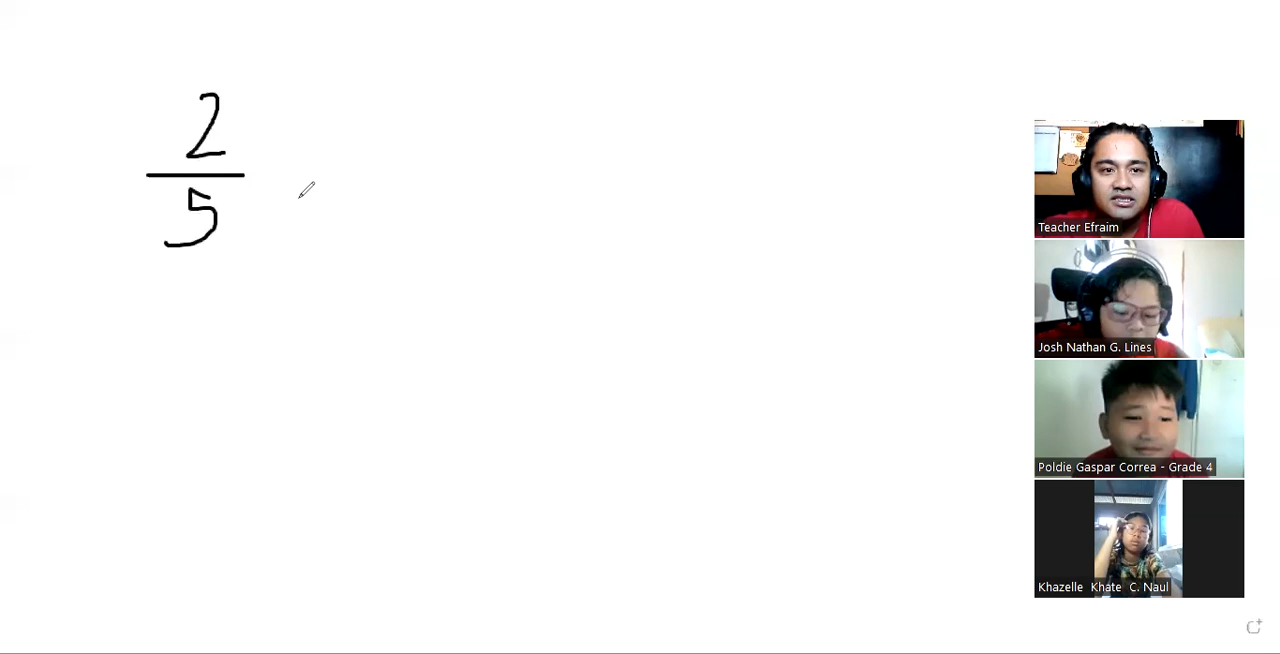 2
5
Teacher Efraim
Josh Nathan G. Lines
Poldie Gaspar Correa - Grade 4
Khazelle Khate C. Naul